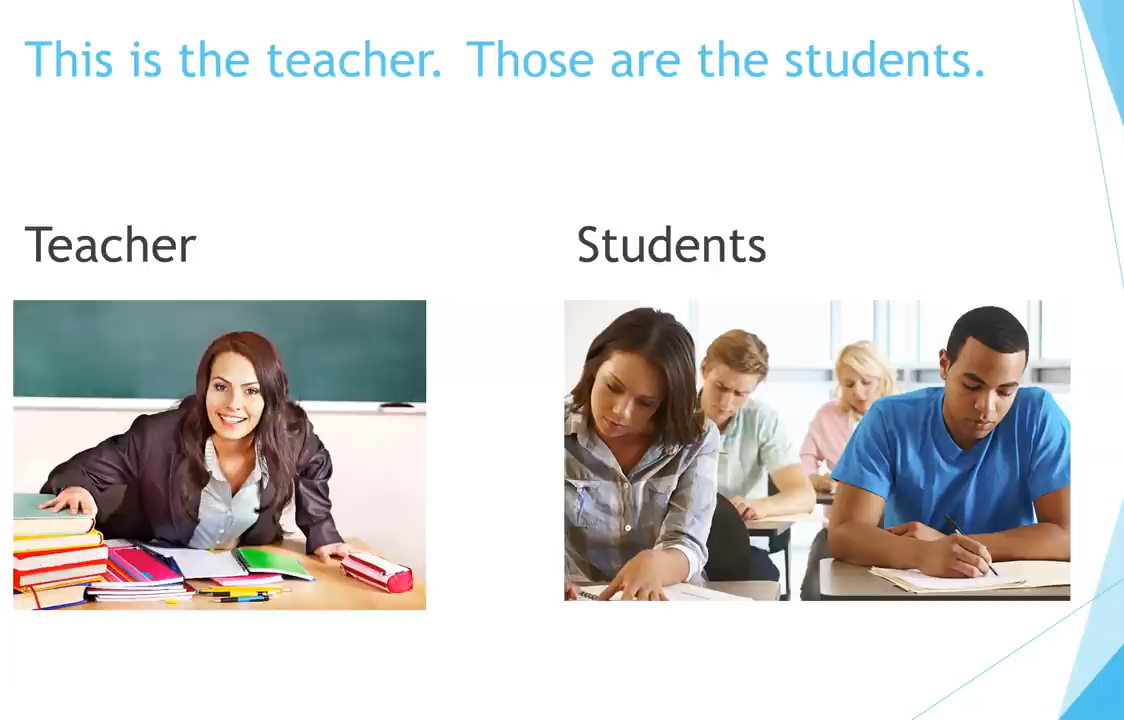 This is the teacher. Those are the students.
Teacher
Students